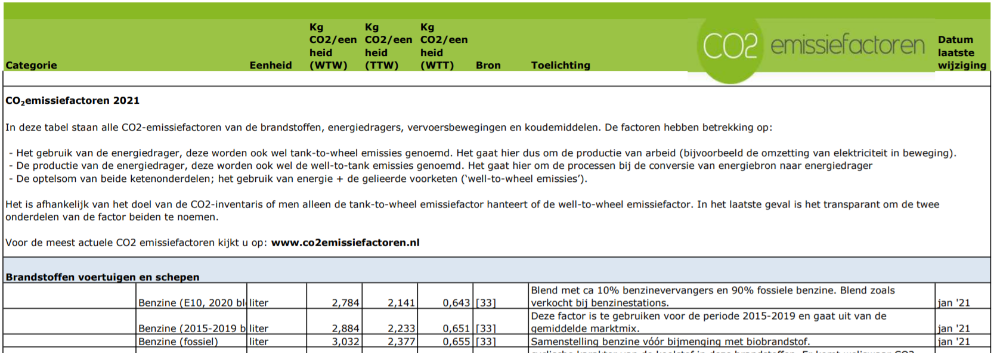 Categorie Eenheid Kg CO2/een heid (WTW) Kg CO2/een heid (TTW) Kg CO2/een heid (WTT) Bron Toelichting CO2 emissiefactoren Datum laatste wijziging
CO₂emissiefactoren 2021
In deze tabel staan alle CO2-emissiefactoren van de brandstoffen, energiedragers, vervoersbewegingen en koudemiddelen. De factoren hebben betrekking op:
- Het gebruik van de energiedrager, deze worden ook wel tank-to-wheel emissies genoemd. Het gaat hier dus om de productie van arbeid (bijvoorbeeld de omzetting van elektriciteit in beweging).
- De productie van de energiedrager, deze worden ook wel de well-to-tank emissies genoemd. Het gaat hier om de processen bij de conversie van energiebron naar energiedrager
- De optelsom van beide ketenonderdelen; het gebruik van energie + de gelieerde voorketen (‘well-to-wheel emissies’).
Het is afhankelijk van het doel van de CO2-inventaris of men alleen de tank-to-wheel emissiefactor hanteert of de well-to-wheel emissiefactor. In het laatste geval is het transparant om de twee
onderdelen van de factor beiden te noemen.
Voor de meest actuele CO2 emissiefactoren kijkt u op: www.co2emissiefactoren.nl
Brandstoffen voertuigen en schepen
Blend met ca 10% benzinevervangers en 90% fossiele benzine. Blend zoals
Benzine (E10, 2020 bl liter 2,784 2,141 0,643 [33] verkocht bij benzinestations. jan '21
Deze factor is te gebruiken voor de periode 2015-2019 en gaat uit van de
Benzine (2015-2019 b liter 2,884 2,233 0,651 [33] gemiddelde marktmix. jan '21
Benzine (fossiel) liter 3,032 2,377 0,655 [33] Samenstelling benzine vóór bijmenging met biobrandstof. jan '21